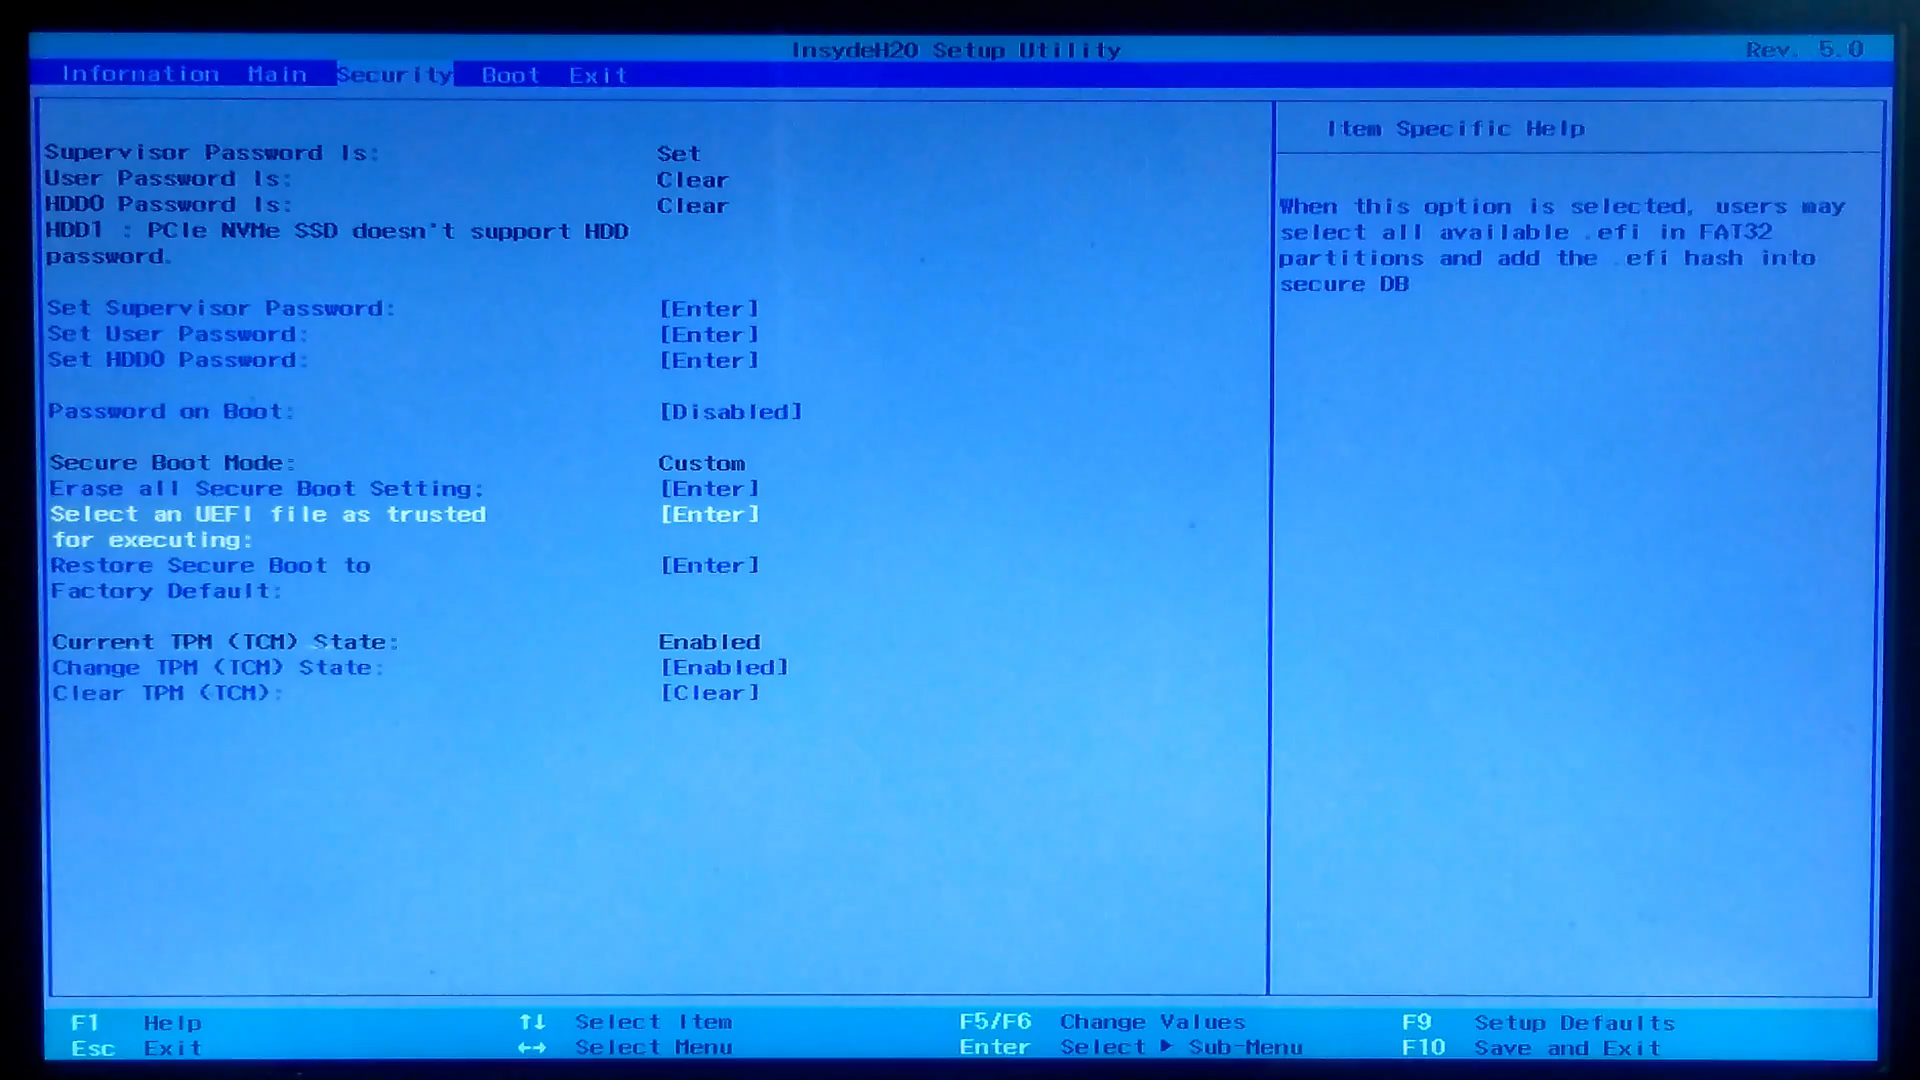 InsydeH20 Setup Utility Rev. 5.0
Information Main Security Boot Exit
Item Specific Help
Supervisor Password Is: Set
User Password Is: Clear
HDD0 Password Is: Clear
HDD1 : PCIe NVMe SSD doesn't support HDD
password.
Set Supervisor Password: [Enter]
Set User Password: [Enter]
Set HDD0 Password: [Enter]
Password on Boot: [Disabled]
Secure Boot Mode: Custom
Erase all Secure Boot Setting: [Enter]
Select an UEFI file as trusted [Enter]
for executing:
Restore Secure Boot to [Enter]
Factory Default:
Current TPM (TCM) State: Enabled
Change TPM (TCM) State: [Enabled]
Clear TPM (TCM): [Clear]
When this option is selected, users may
select all available .efi in FAT32
partitions and add the .efi hash into
secure DB
F1 Help ↑↓ Select Item F5/F6 Change Values F9 Setup Defaults
Esc Exit ←→ Select Menu Enter Select ▶ Sub-Menu F10 Save and Exit